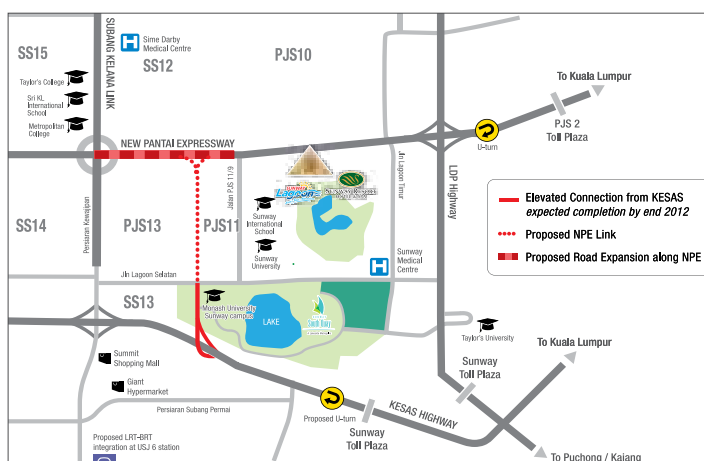 SS15
SUBANG KELANA LINK
Sime Darby
Medical Centre
SS12
PJS10
Taylor's College
Sri KL
International
School
Metropolitan
College
To Kuala Lumpur
PJS 2
Toll Plaza
U-turn
NEW PANTAI EXPRESSWAY
Jalan PJS 11/9
Jln Lagoon Timur
LDP Highway
SUNWAY
Lagoon
Elevated Connection from KESAS
expected completion by end 2012
Proposed NPE Link
Proposed Road Expansion along NPE
SS14
Persiaran Kewajipan
PJS13
PJS11
Sunway
International
School
Sunway
University
Sunway
Medical
Centre
Jln Lagoon Selatan
SS13
Monash University
Sunway campus
LAKE
South Quay
Taylor's University
To Kuala Lumpur
Summit
Shopping Mall
Giant
Hypermarket
Sunway
Toll Plaza
KESAS HIGHWAY
Persiaran Subang Permai
Proposed U-turn
Sunway
Toll Plaza
Proposed LRT-BRT
integration at USJ 6 station
To Puchong / Kajang